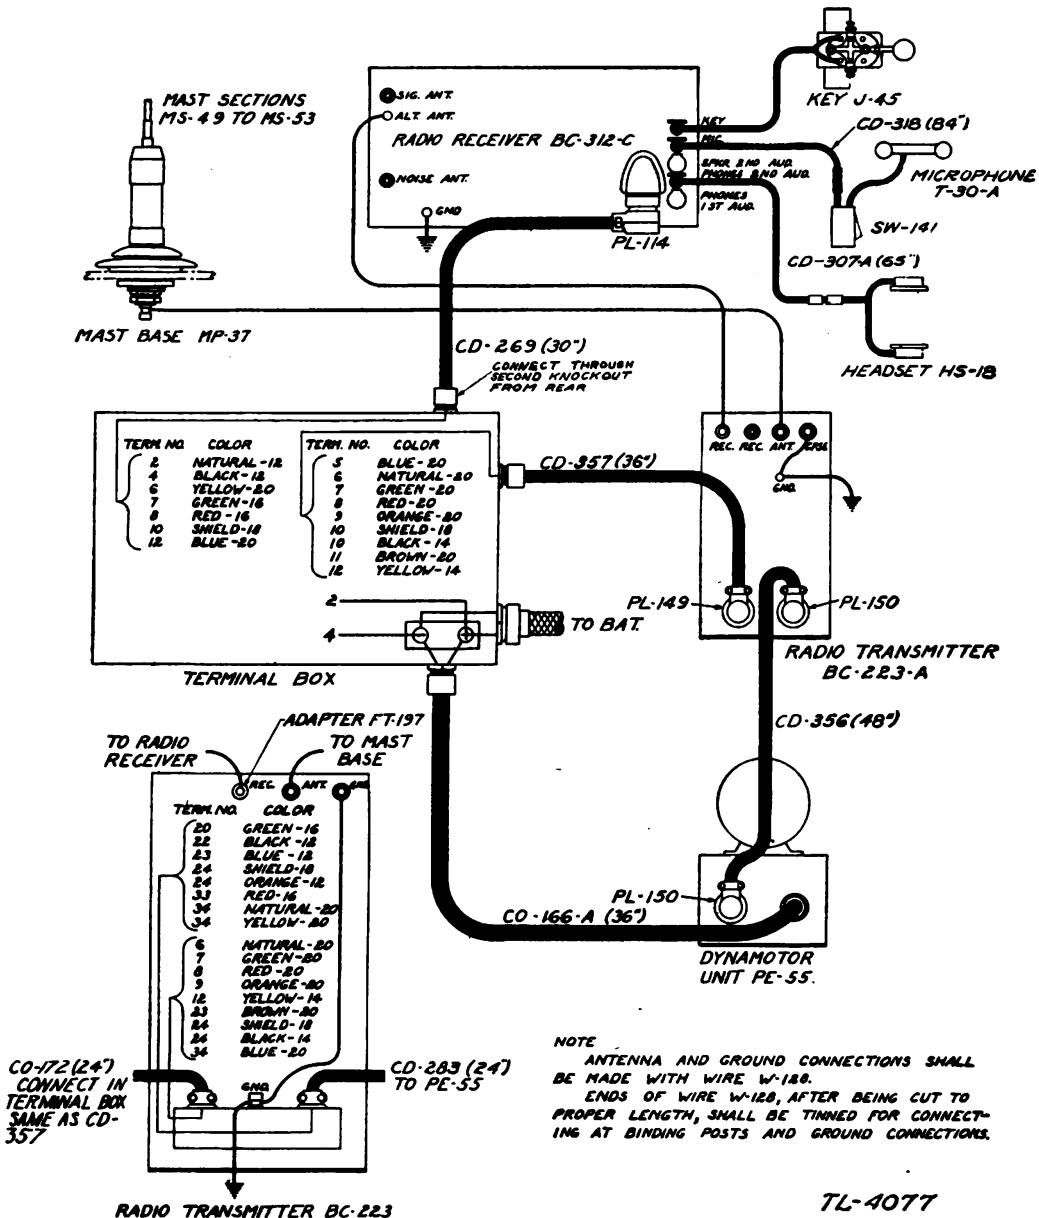 KEY J-45
MAST SECTIONS
MS-49 TO MS-53
SIG. ANT.
ALT. ANT.
RADIO RECEIVER BC-312-C
NOISE ANT.
GND
KEY
MIC.
SPKR 2ND AUD.
PHONES 2ND AUD.
PHONES
1ST AUD.
PL-114
CD-318 (84")
MICROPHONE
T-30-A
SW-141
CD-307-A (65")
HEADSET HS-18
MAST BASE MP-37
CD-269 (30")
CONNECT THROUGH
SECOND KNOCKOUT
FROM REAR
TERM. NO. COLOR
2 NATURAL-12
4 BLACK-12
6 YELLOW-20
7 GREEN-16
8 RED-16
10 SHIELD-18
12 BLUE-20
TERM. NO. COLOR
5 BLUE-20
6 NATURAL-20
7 GREEN-20
8 RED-20
9 ORANGE-20
10 SHIELD-18
10 BLACK-14
11 BROWN-20
12 YELLOW-14
2
4
TO BAT.
TERMINAL BOX
CD-357 (36")
REC. REC. ANT.
GND.
PL-149
PL-150
RADIO TRANSMITTER
BC-223-A
CD-356 (48")
PL-150
CO-166-A (36")
DYNAMOTOR
UNIT PE-55.
ADAPTER FT-197
TO RADIO
RECEIVER
TO MAST
BASE
REC. ANT.
TERM. NO. COLOR
20 GREEN-16
22 BLACK-12
23 BLUE-12
24 SHIELD-18
24 ORANGE-12
33 RED-16
34 NATURAL-20
34 YELLOW-20
6 NATURAL-20
7 GREEN-20
8 RED-20
9 ORANGE-20
12 YELLOW-14
23 BROWN-20
24 SHIELD-18
24 BLACK-14
34 BLUE-20
CO-172 (24")
CONNECT IN
TERMINAL BOX
SAME AS CD-
357
GND.
CD-283 (24")
TO PE-55
RADIO TRANSMITTER BC-223
NOTE
ANTENNA AND GROUND CONNECTIONS SHALL
BE MADE WITH WIRE W-128.
ENDS OF WIRE W-128, AFTER BEING CUT TO
PROPER LENGTH, SHALL BE TINNED FOR CONNECT-
ING AT BINDING POSTS AND GROUND CONNECTIONS.
TL-4077